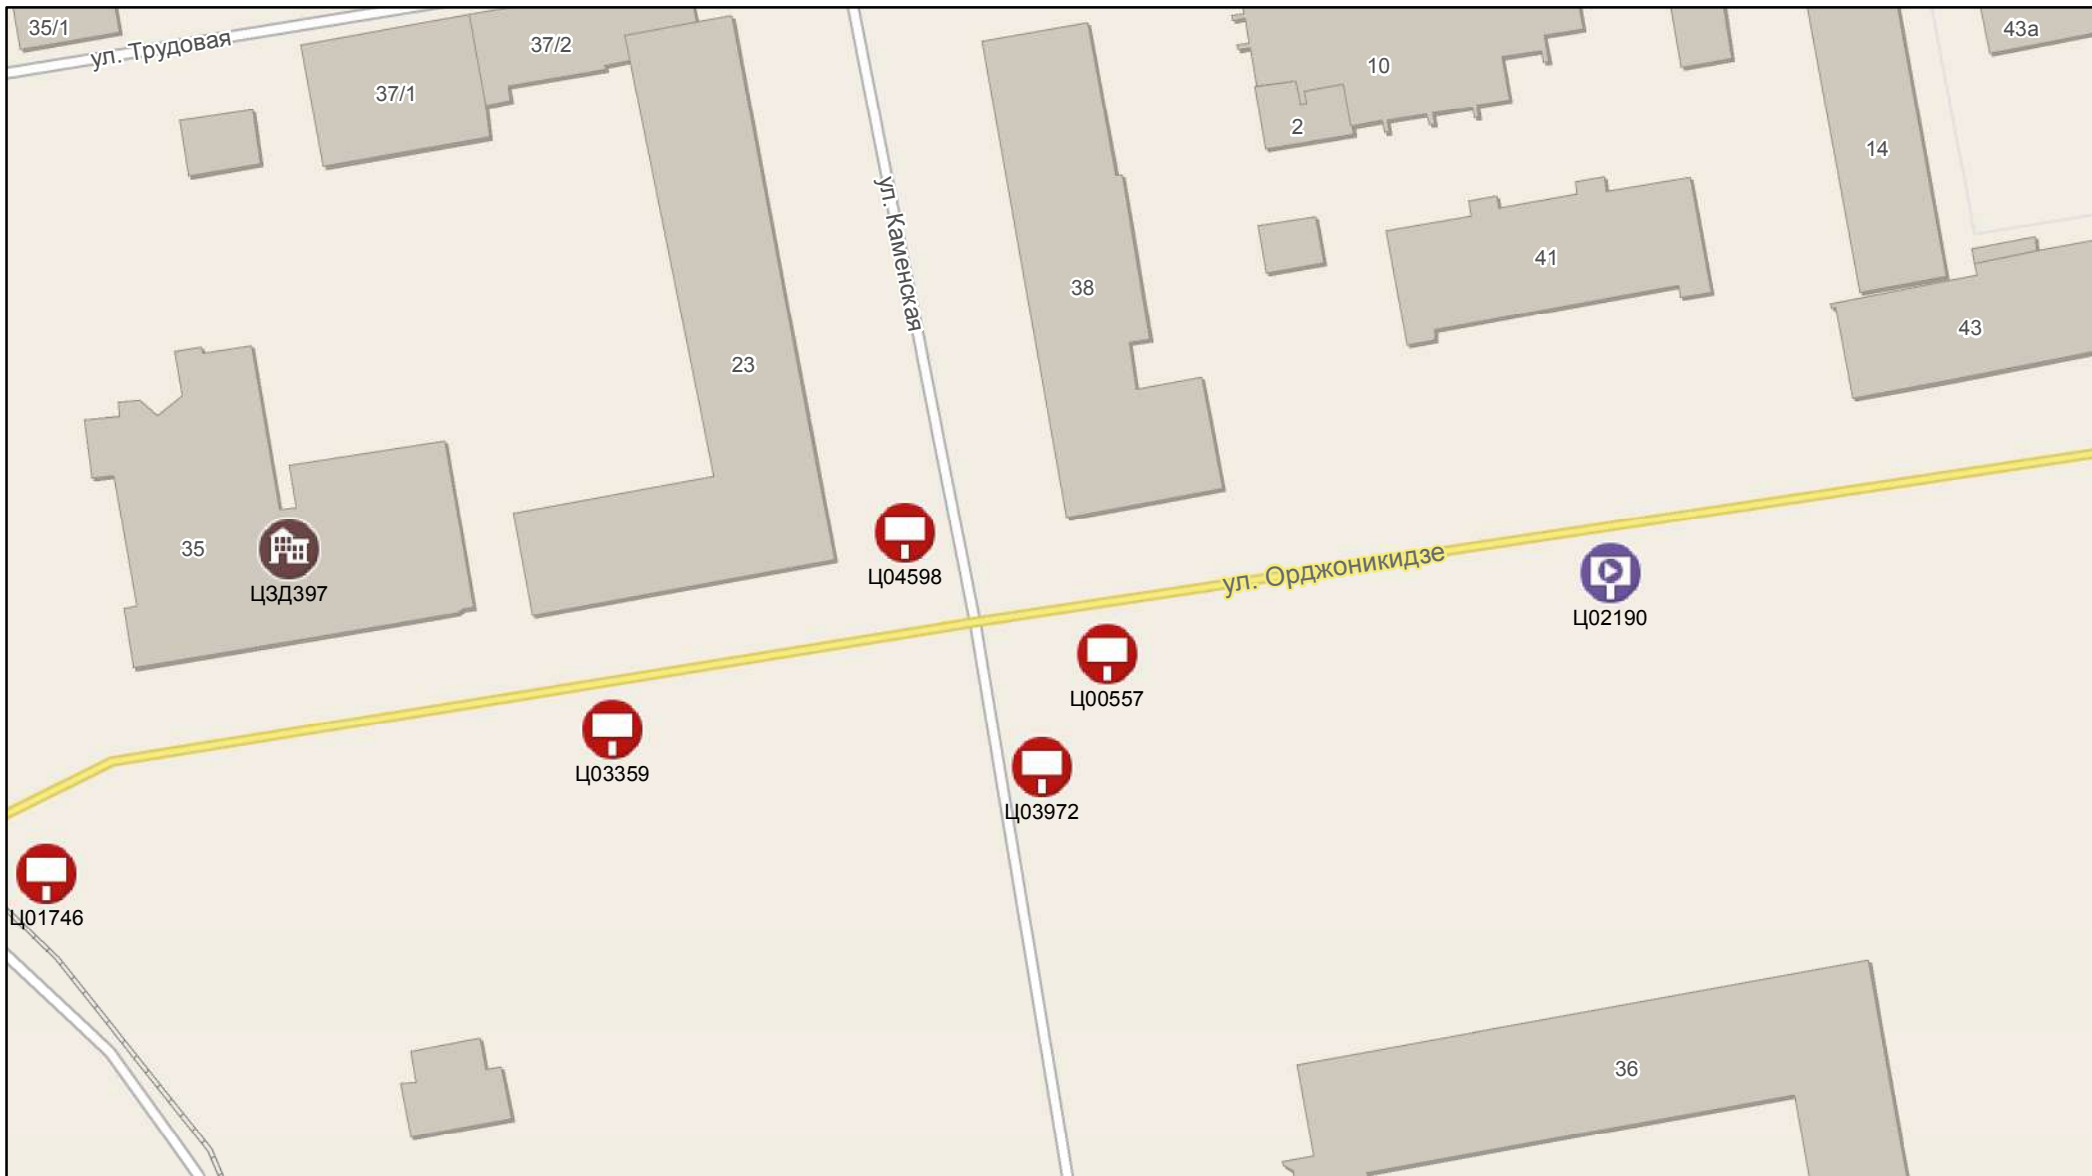 35/1
ул. Трудовая
37/2
37/1
10
2
43а
14
ул. Каменская
41
38
43
23
35
ЦЗД397
Ц04598
ул. Орджоникидзе
Ц02190
Ц00557
Ц03359
Ц03972
Ц01746
36